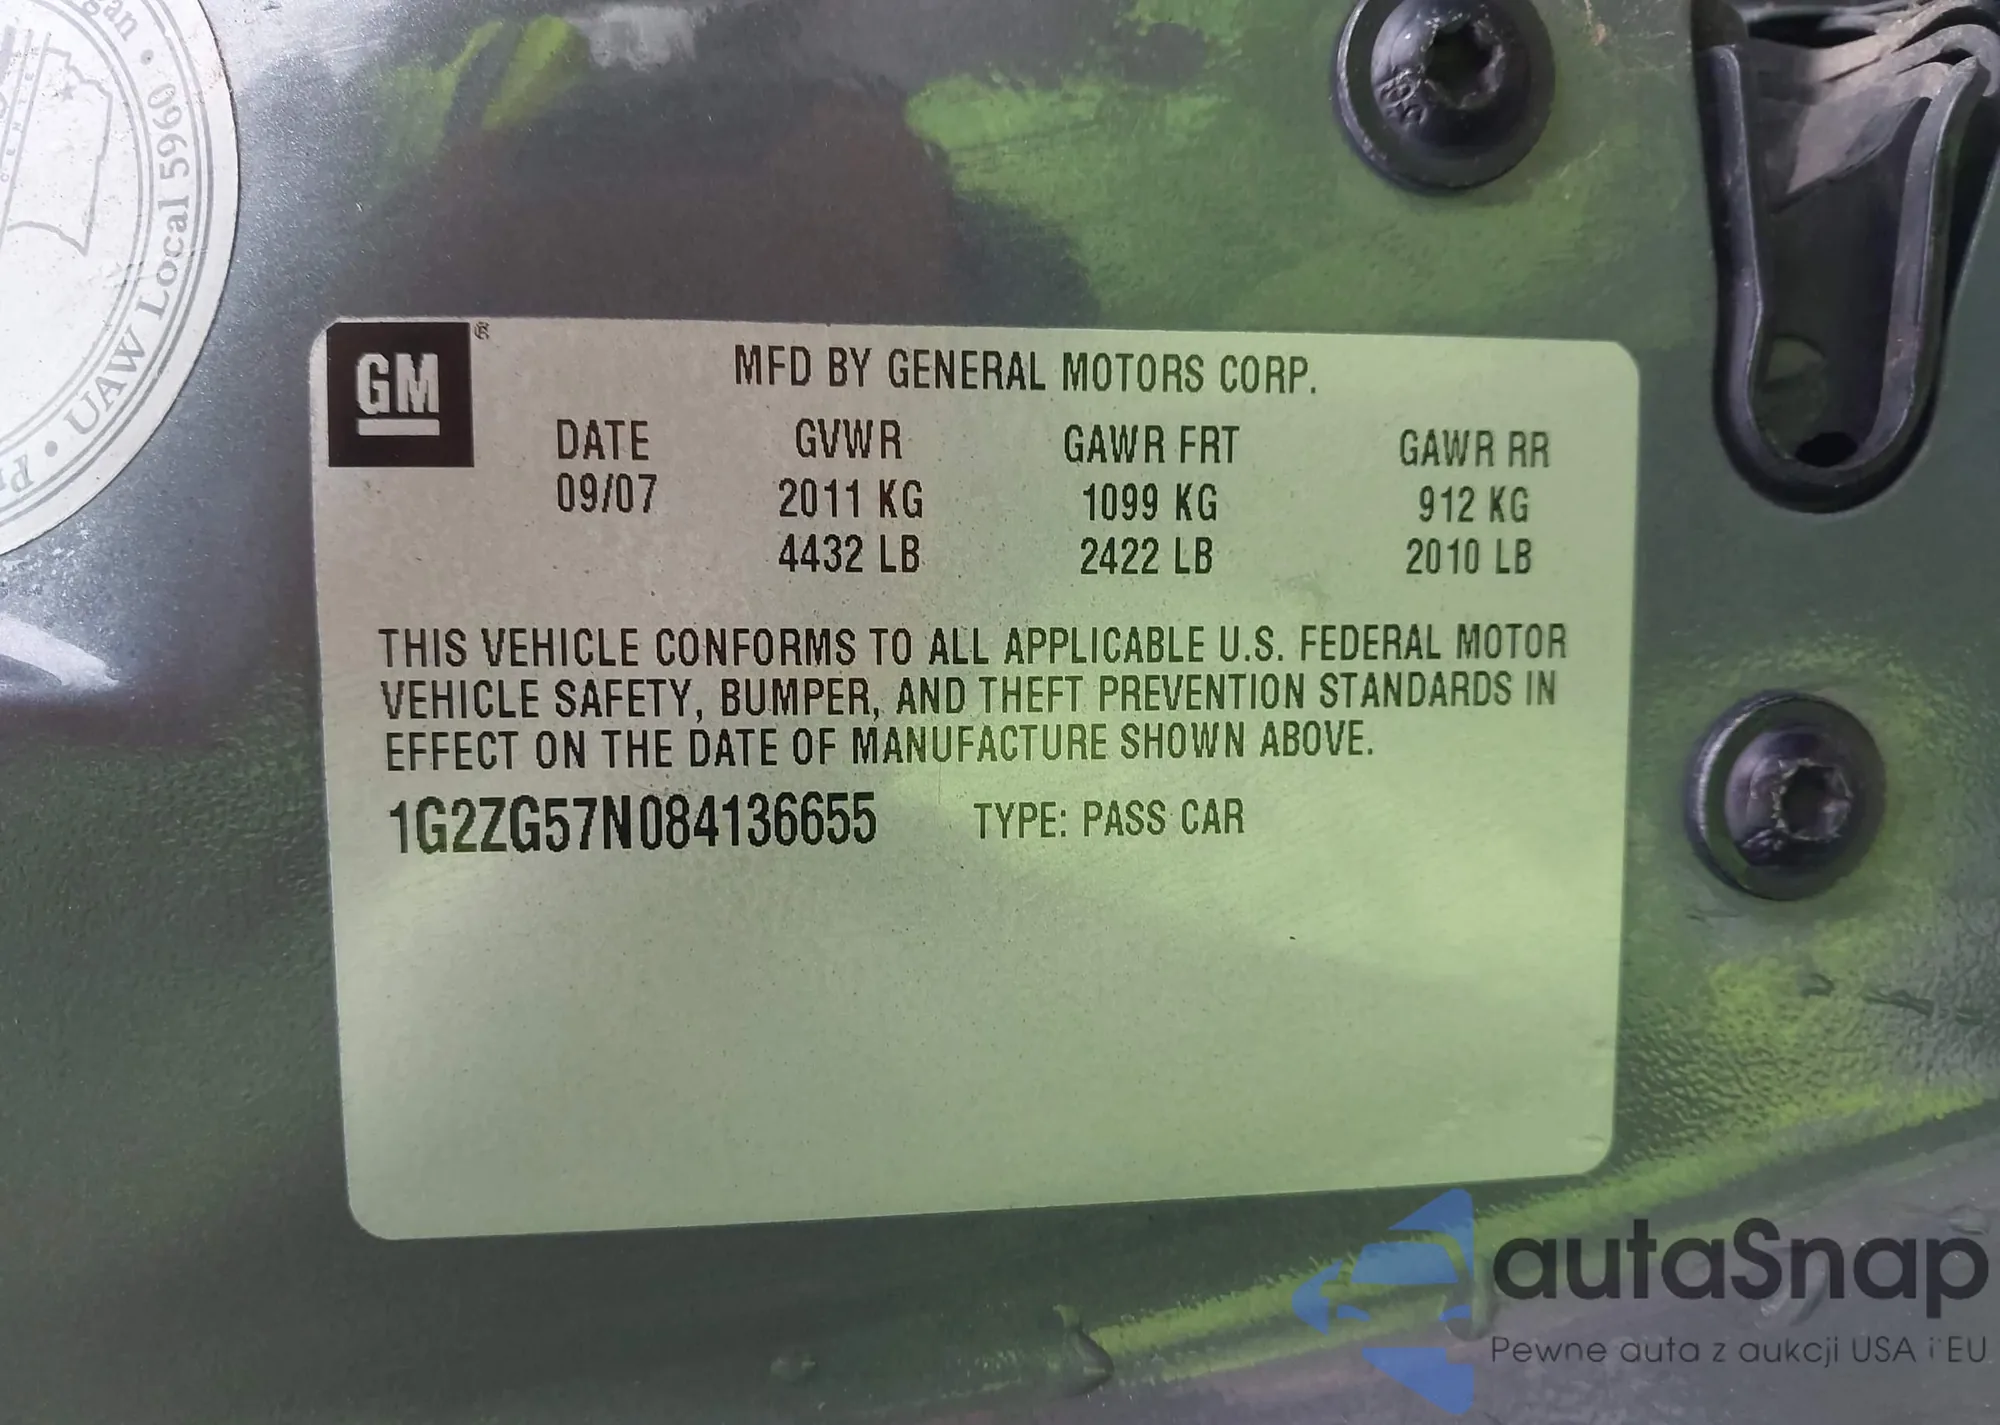 gan • 0969
UAW Local 5960
GM
®
MFD BY GENERAL MOTORS CORP.
DATE GVWR GAWR FRT GAWR RR
09/07 2011 KG 1099 KG 912 KG
4432 LB 2422 LB 2010 LB
THIS VEHICLE CONFORMS TO ALL APPLICABLE U.S. FEDERAL MOTOR
VEHICLE SAFETY, BUMPER, AND THEFT PREVENTION STANDARDS IN
EFFECT ON THE DATE OF MANUFACTURE SHOWN ABOVE.
1G2ZG57N084136655 TYPE: PASS CAR
autaSnap
Pewne auta z aukcji USA i EU